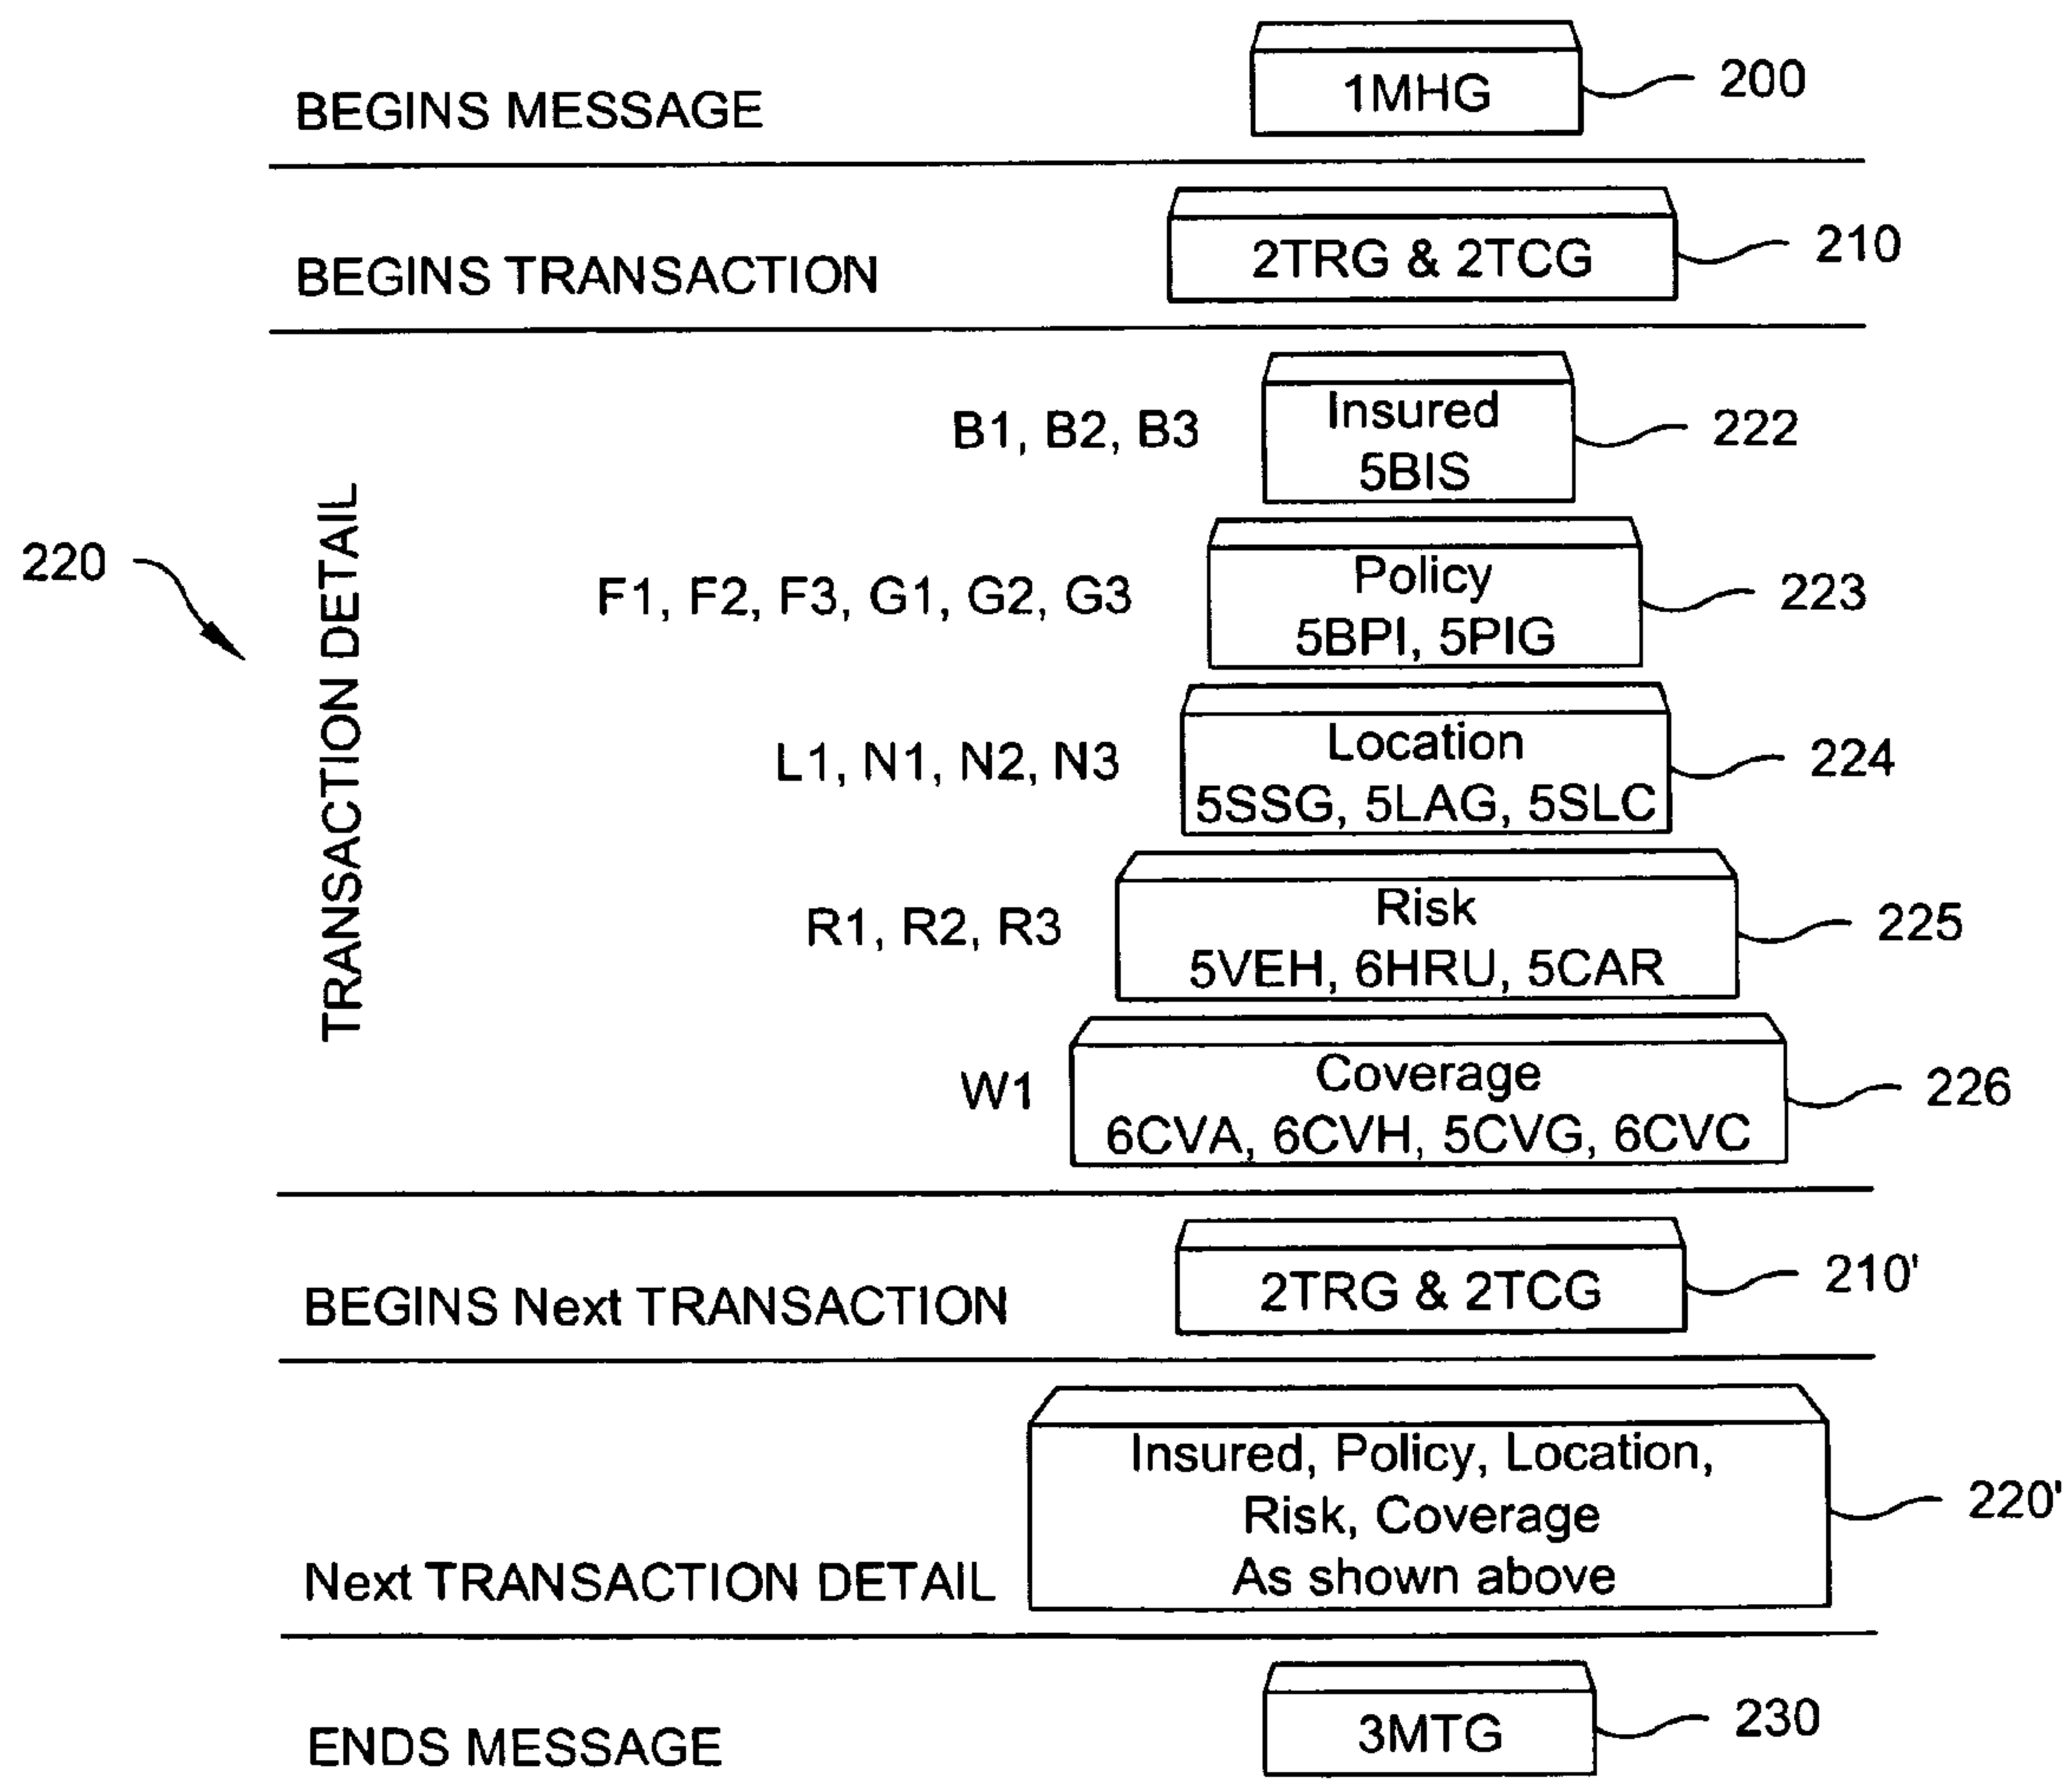 1MHG
200
BEGINS MESSAGE
2TRG & 2TCG
210
BEGINS TRANSACTION
220
TRANSACTION DETAIL
B1, B2, B3
Insured
5BIS
222
F1, F2, F3, G1, G2, G3
Policy
5BPI, 5PIG
223
L1, N1, N2, N3
Location
5SSG, 5LAG, 5SLC
224
R1, R2, R3
Risk
5VEH, 6HRU, 5CAR
225
W1
Coverage
6CVA, 6CVH, 5CVG, 6CVC
226
BEGINS Next TRANSACTION
2TRG & 2TCG
210'
Next TRANSACTION DETAIL
Insured, Policy, Location,
Risk, Coverage
As shown above
220'
ENDS MESSAGE
3MTG
230